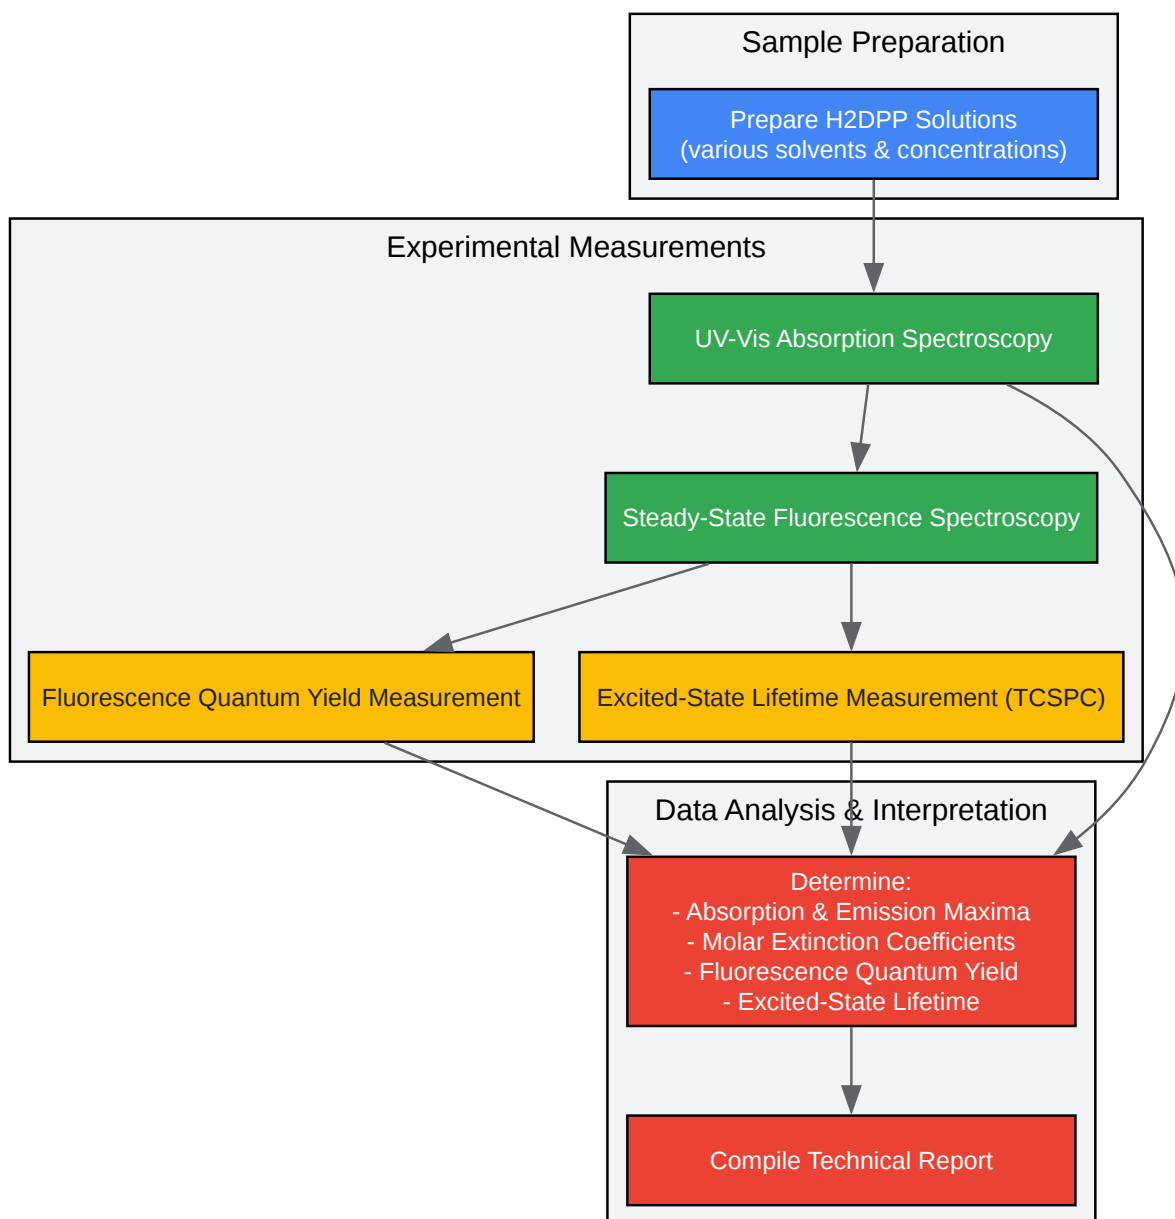 Sample Preparation
Prepare H2DPP Solutions
(various solvents & concentrations)
Experimental Measurements
UV-Vis Absorption Spectroscopy
Steady-State Fluorescence Spectroscopy
Fluorescence Quantum Yield Measurement
Excited-State Lifetime Measurement (TCSPC)
Data Analysis & Interpretation
Determine:
- Absorption & Emission Maxima
- Molar Extinction Coefficients
- Fluorescence Quantum Yield
- Excited-State Lifetime
Compile Technical Report